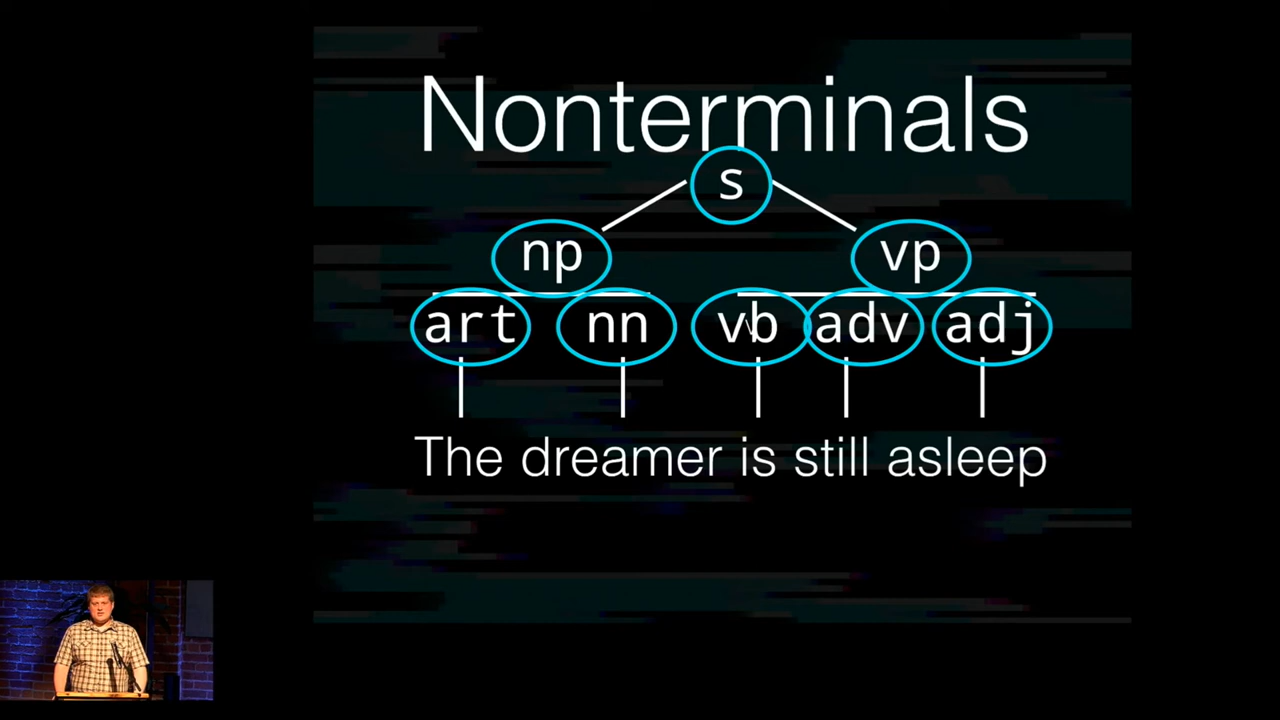 Nonterminals
s
np vp
art nn vb adv adj
The dreamer is still asleep